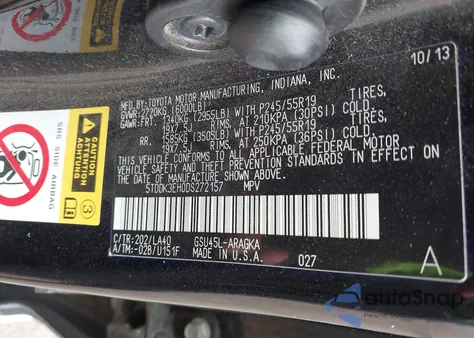 10/13
MFD.BY:TOYOTA MOTOR MANUFACTURING, INDIANA, INC.
GVWR:2720KG (6000LB)
GAWR:FRT. 1340KG (2955LB) WITH P245/55R19 TIRES,
19X7.5J RIMS, AT 210KPA (30PSI) COLD.
RR. 1585KG (3505LB) WITH P245/55R19 TIRES,
19X7.5J RIMS, AT 250KPA (36PSI) COLD.
THIS VEHICLE CONFORMS TO ALL APPLICABLE FEDERAL MOTOR
VEHICLE SAFETY AND THEFT PREVENTION STANDARDS IN
EFFECT ON THE DATE OF MANUFACTURE SHOWN ABOVE.
5TDDK3EH0DS272157 MPV
C/TR:202/LA40 GSU45L-ARAGKA
A/TM:-02B/U151F MADE IN U.S.A.
027
A
SRS SIDE AIRBAG
CAUTION
ATTENTION
3
autoSnap